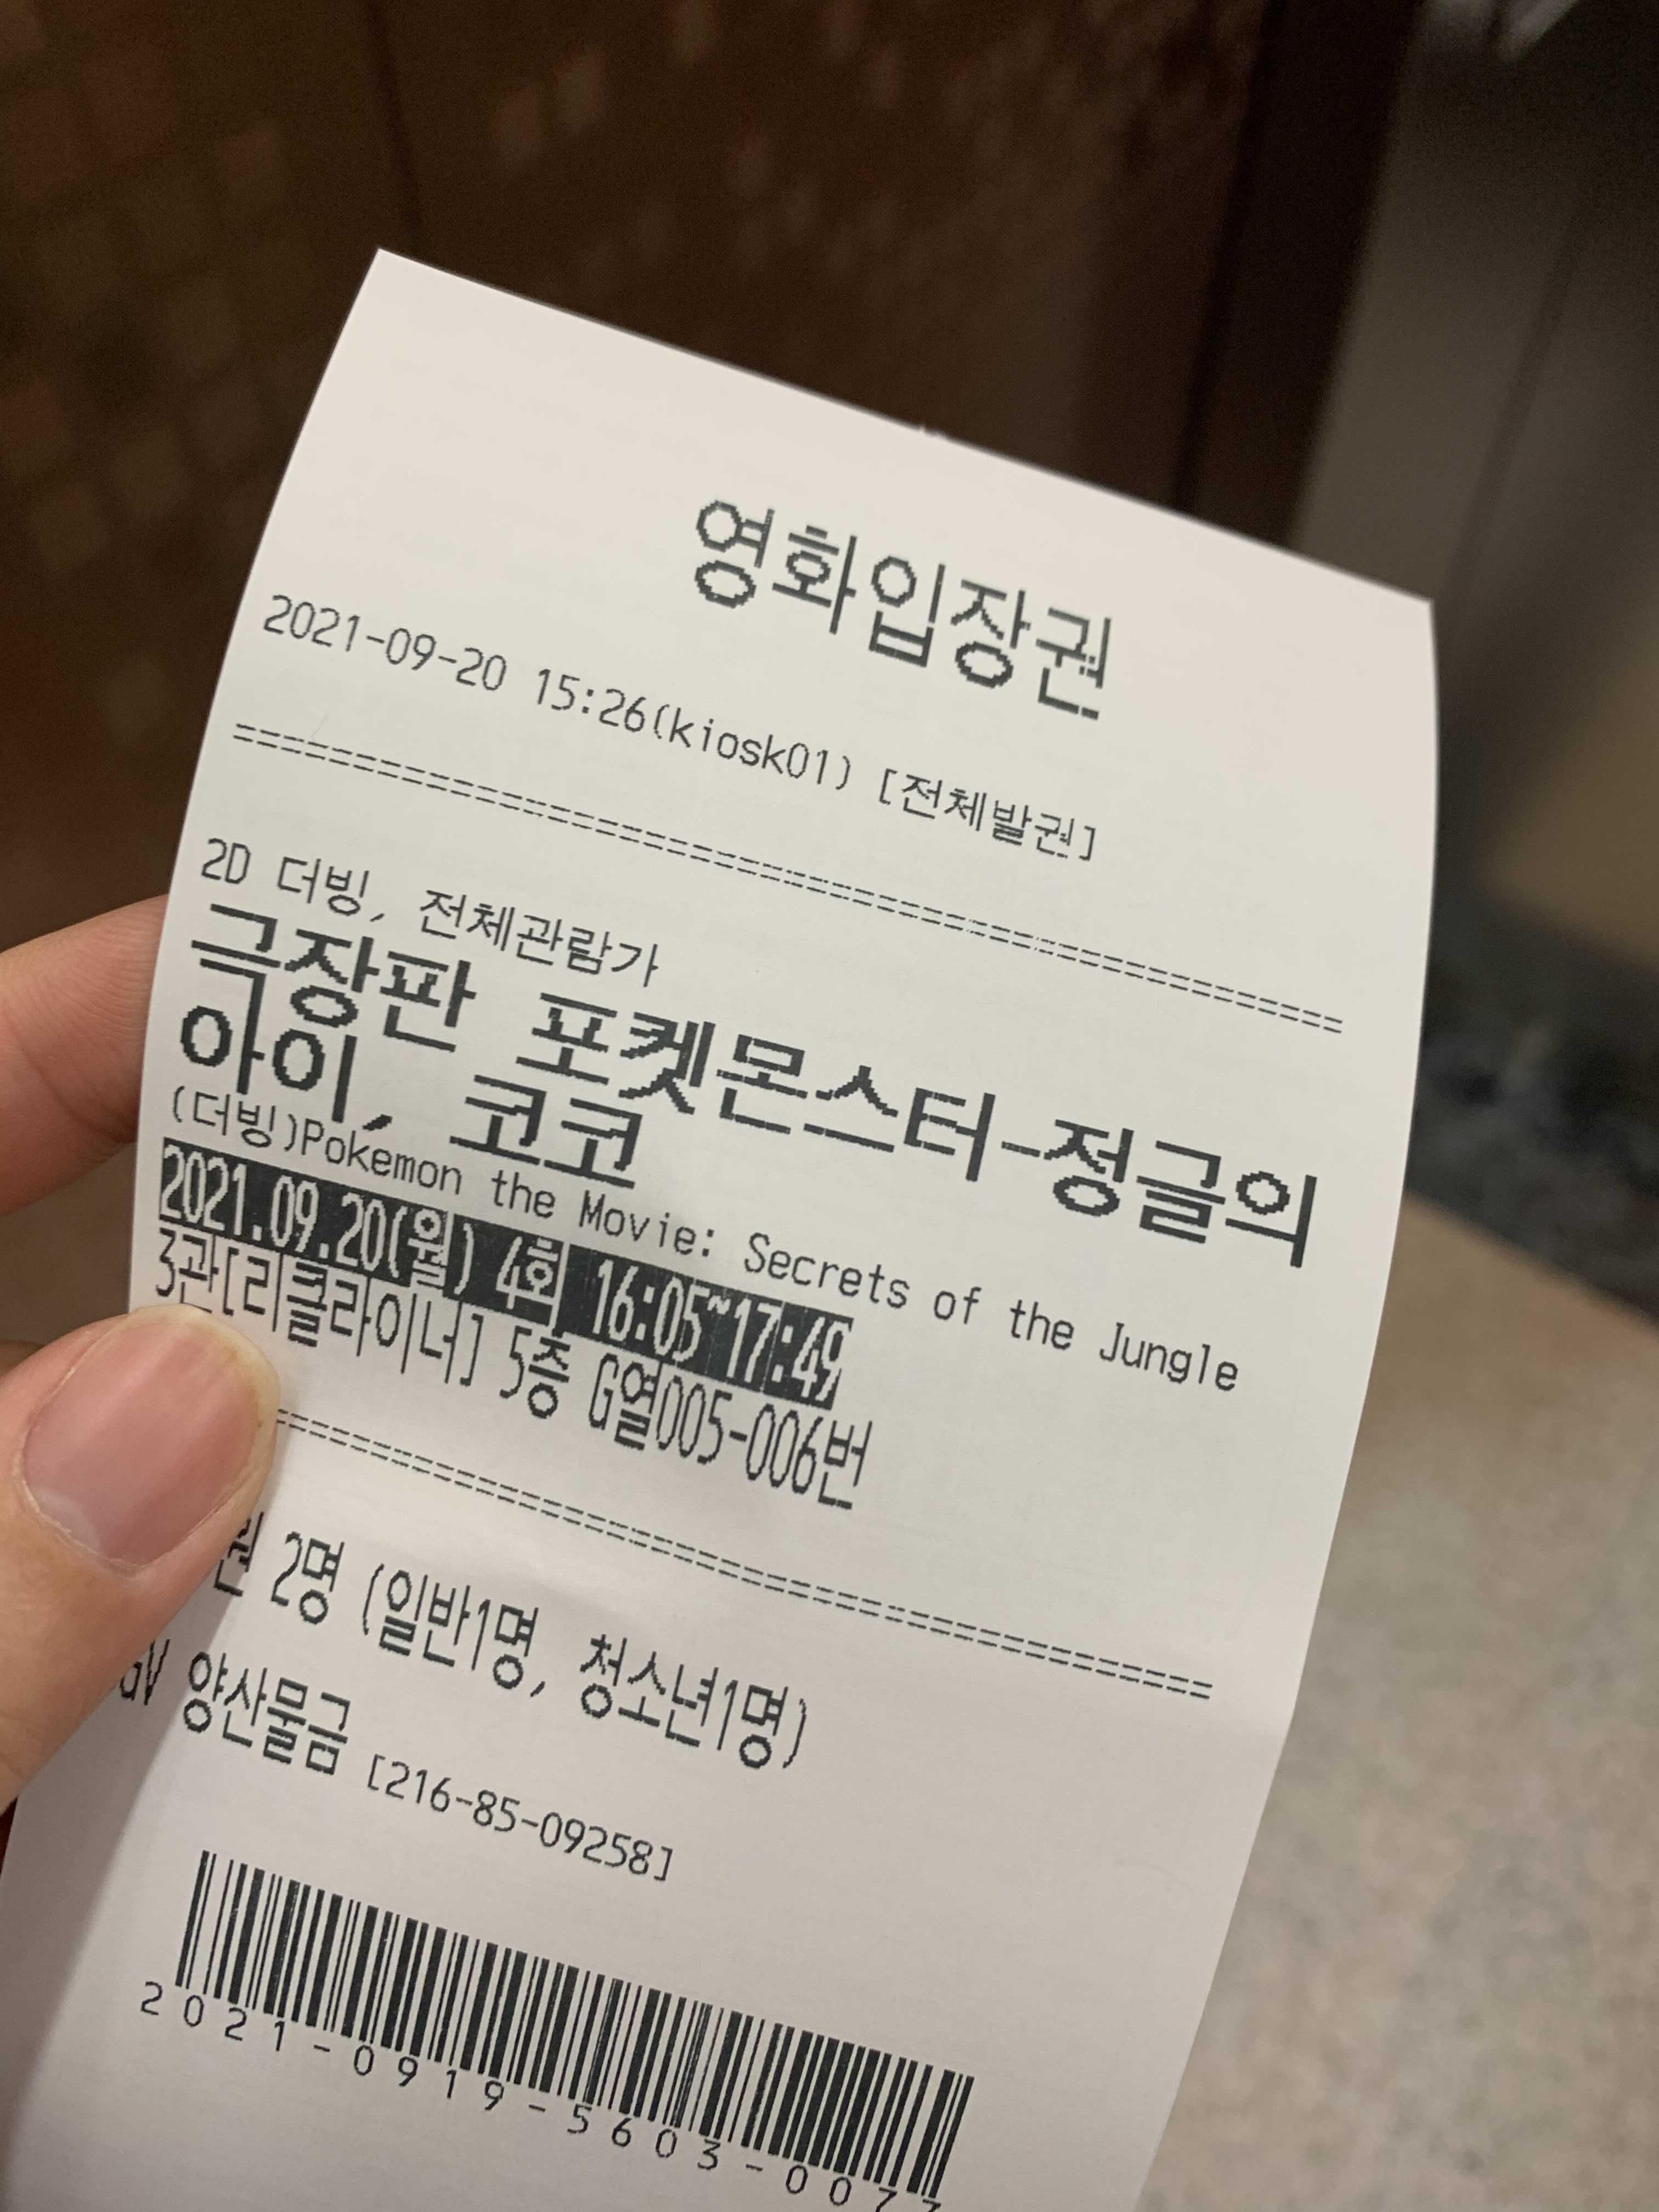 영화입장권
2021-09-20 15:26(kiosk01) [전체발권]
2D 더빙, 전체관람가
극장판 포켓몬스터-정글의
아이, 코코
(더빙)Pokemon the Movie: Secrets of the Jungle
2021.09.20(월) 4회 16:05~17:49
3관[리클라이너] 5층 G열005-006번
2명 (일반1명, 청소년1명)
양산물금 [216-85-09258]